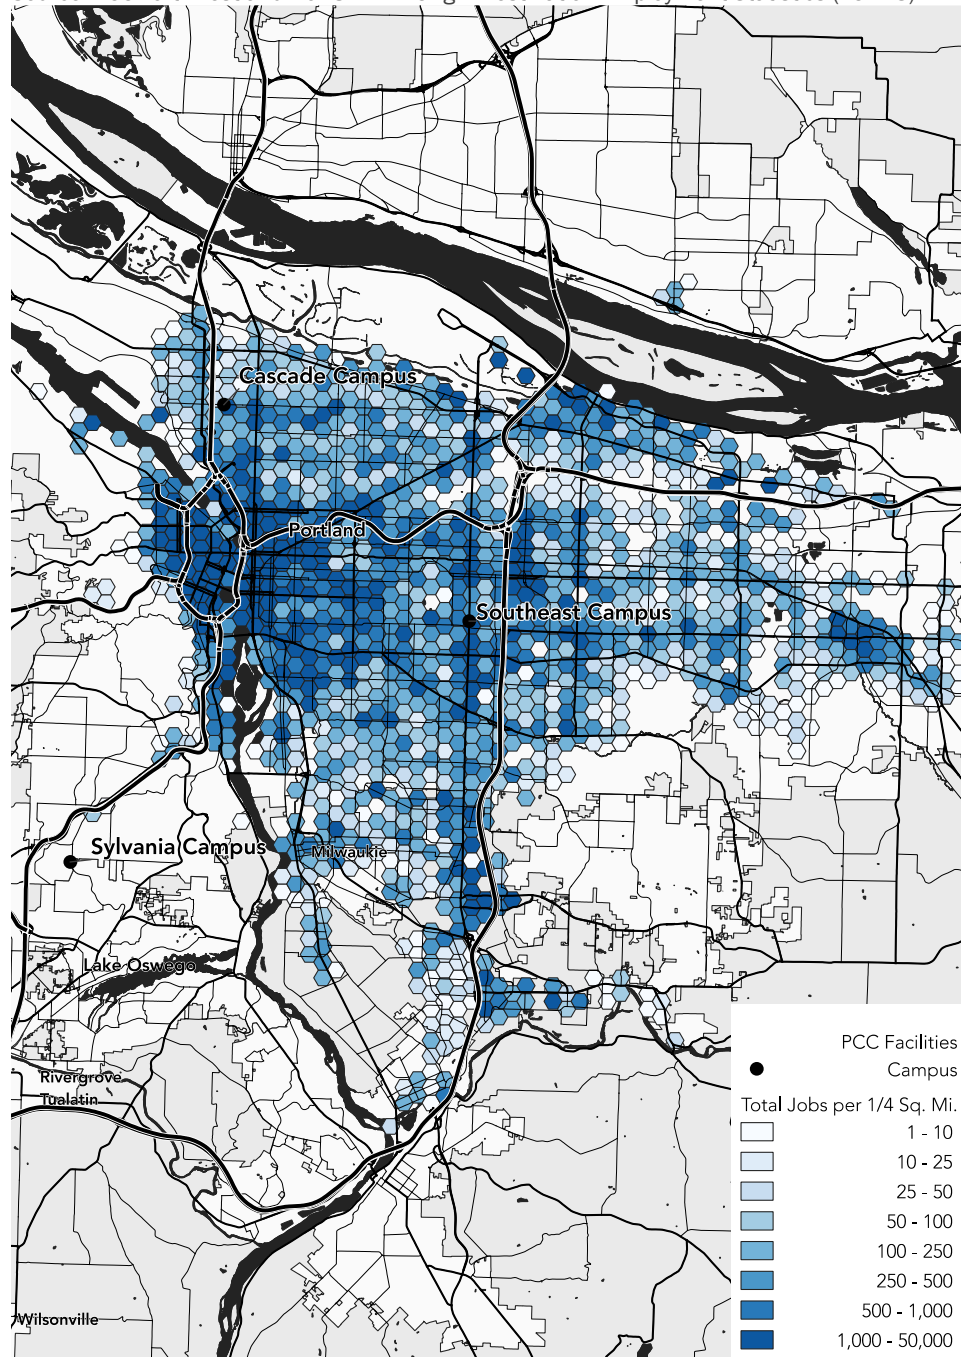 Cascade Campus
Portland
Southeast Campus
Sylvania Campus
Milwaukie
Lake Oswego
Rivergrove
Tualatin
Wilsonville
PCC Facilities
Campus
Total Jobs per 1/4 Sq. Mi.
1 - 10
10 - 25
25 - 50
50 - 100
100 - 250
250 - 500
500 - 1,000
1,000 - 50,000